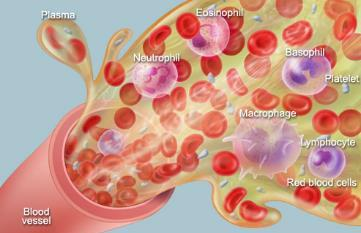 Plasma
Eosinophil
Neutrophil
Basophil
Platelet
Macrophage
Lymphocyte
Red blood cells
Blood
vessel